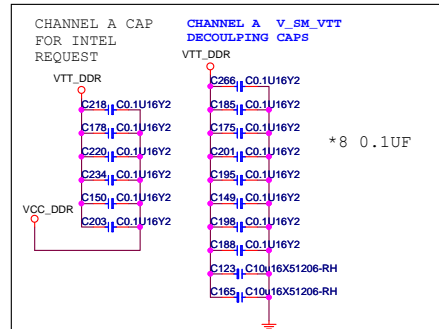 CHANNEL A CAP
FOR INTEL
REQUEST
VTT_DDR
C218 C0.1U16Y2
C178 C0.1U16Y2
C220 C0.1U16Y2
C234 C0.1U16Y2
C150 C0.1U16Y2
VCC_DDR
C203 C0.1U16Y2
CHANNEL A V_SM_VTT
DECOULPING CAPS
VTT_DDR
C266 C0.1U16Y2
C185 C0.1U16Y2
C175 C0.1U16Y2
C201 C0.1U16Y2
C195 C0.1U16Y2
C149 C0.1U16Y2
C198 C0.1U16Y2
C188 C0.1U16Y2
C123 C10u16X51206-RH
C165 C10u16X51206-RH
*8 0.1UF